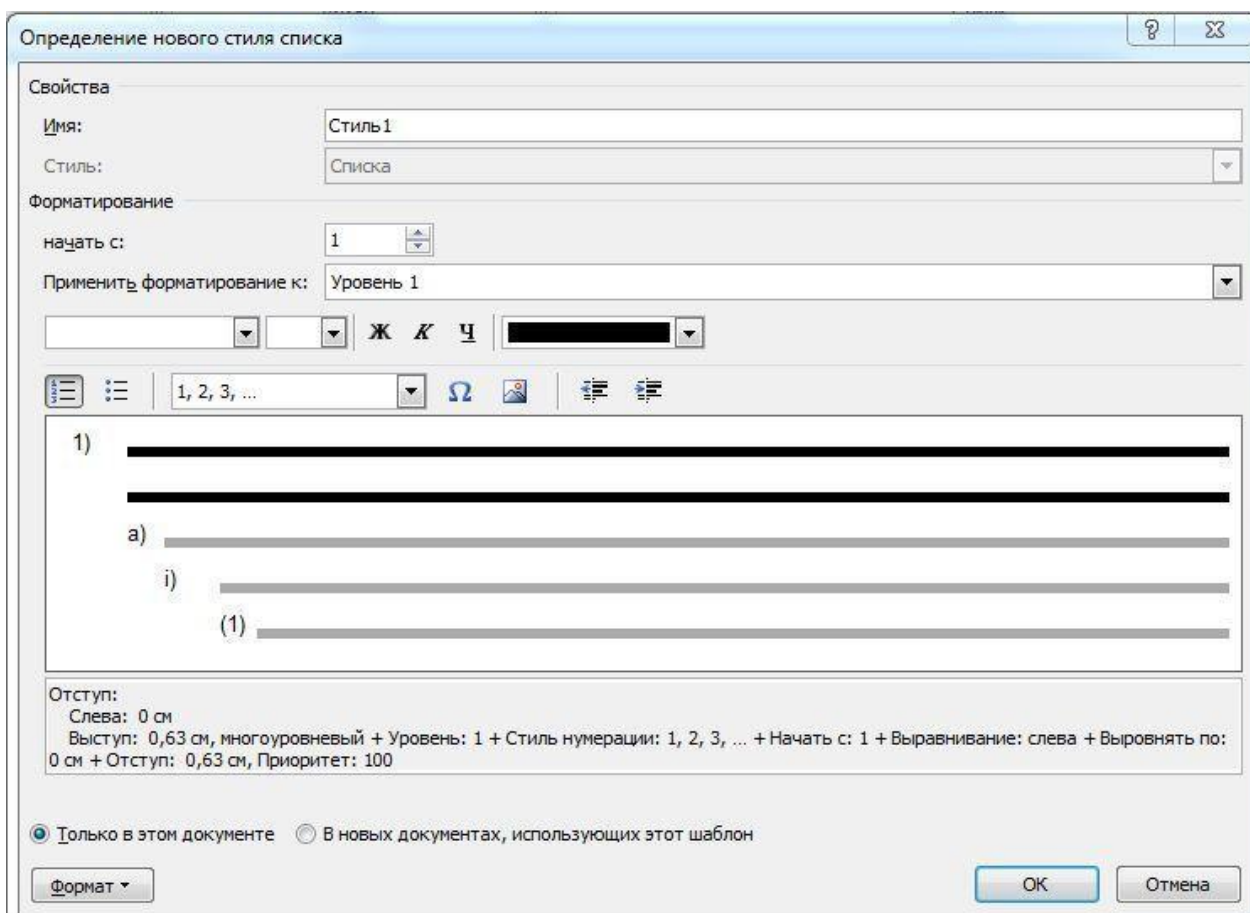 Определение нового стиля списка
Свойства
Имя: Стиль1
Стиль: Списка
Форматирование
начать с: 1
Применить форматирование к: Уровень 1
Ж К Ч
1, 2, 3, ... Ω
1)
a)
i)
(1)
Отступ:
Слева: 0 см
Выступ: 0,63 см, многоуровневый + Уровень: 1 + Стиль нумерации: 1, 2, 3, ... + Начать с: 1 + Выравнивание: слева + Выровнять по:
0 см + Отступ: 0,63 см, Приоритет: 100
Только в этом документе В новых документах, использующих этот шаблон
Формат ОК Отмена